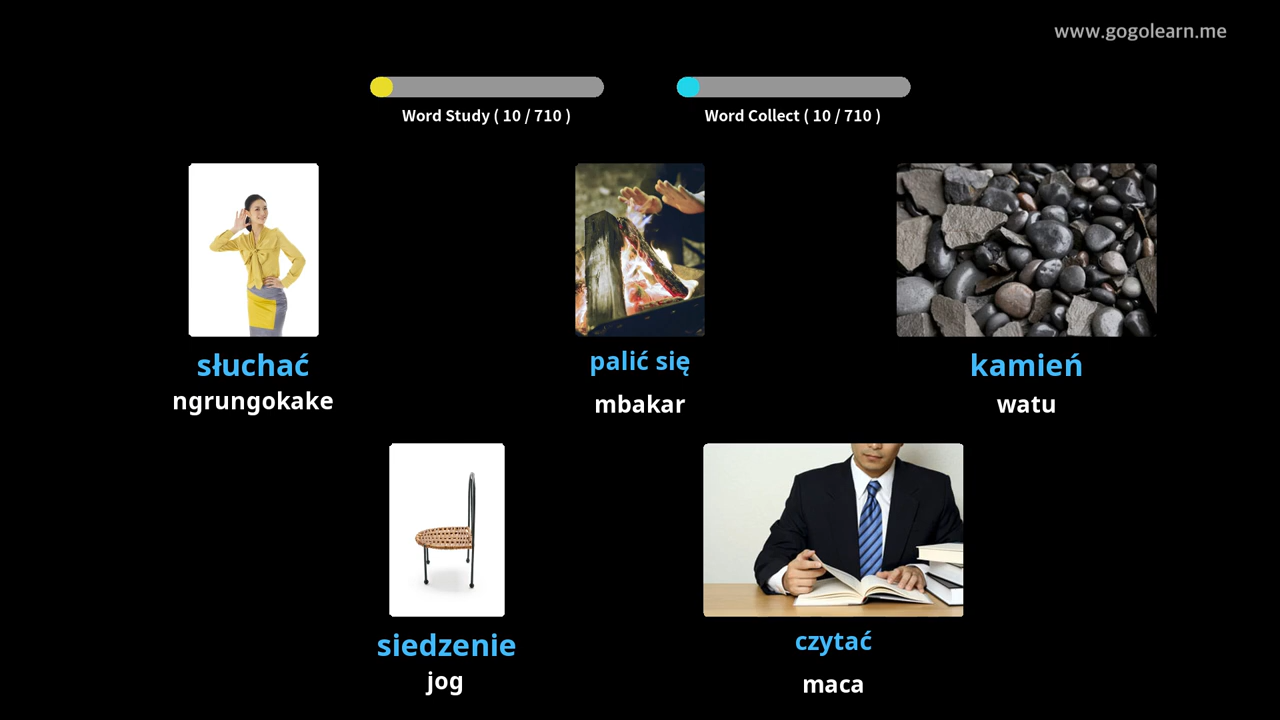 www.gogolearn.me
Word Study ( 10 / 710 )
Word Collect ( 10 / 710 )
słuchać
ngrungokake
palić się
mbakar
kamień
watu
siedzenie
jog
czytać
maca